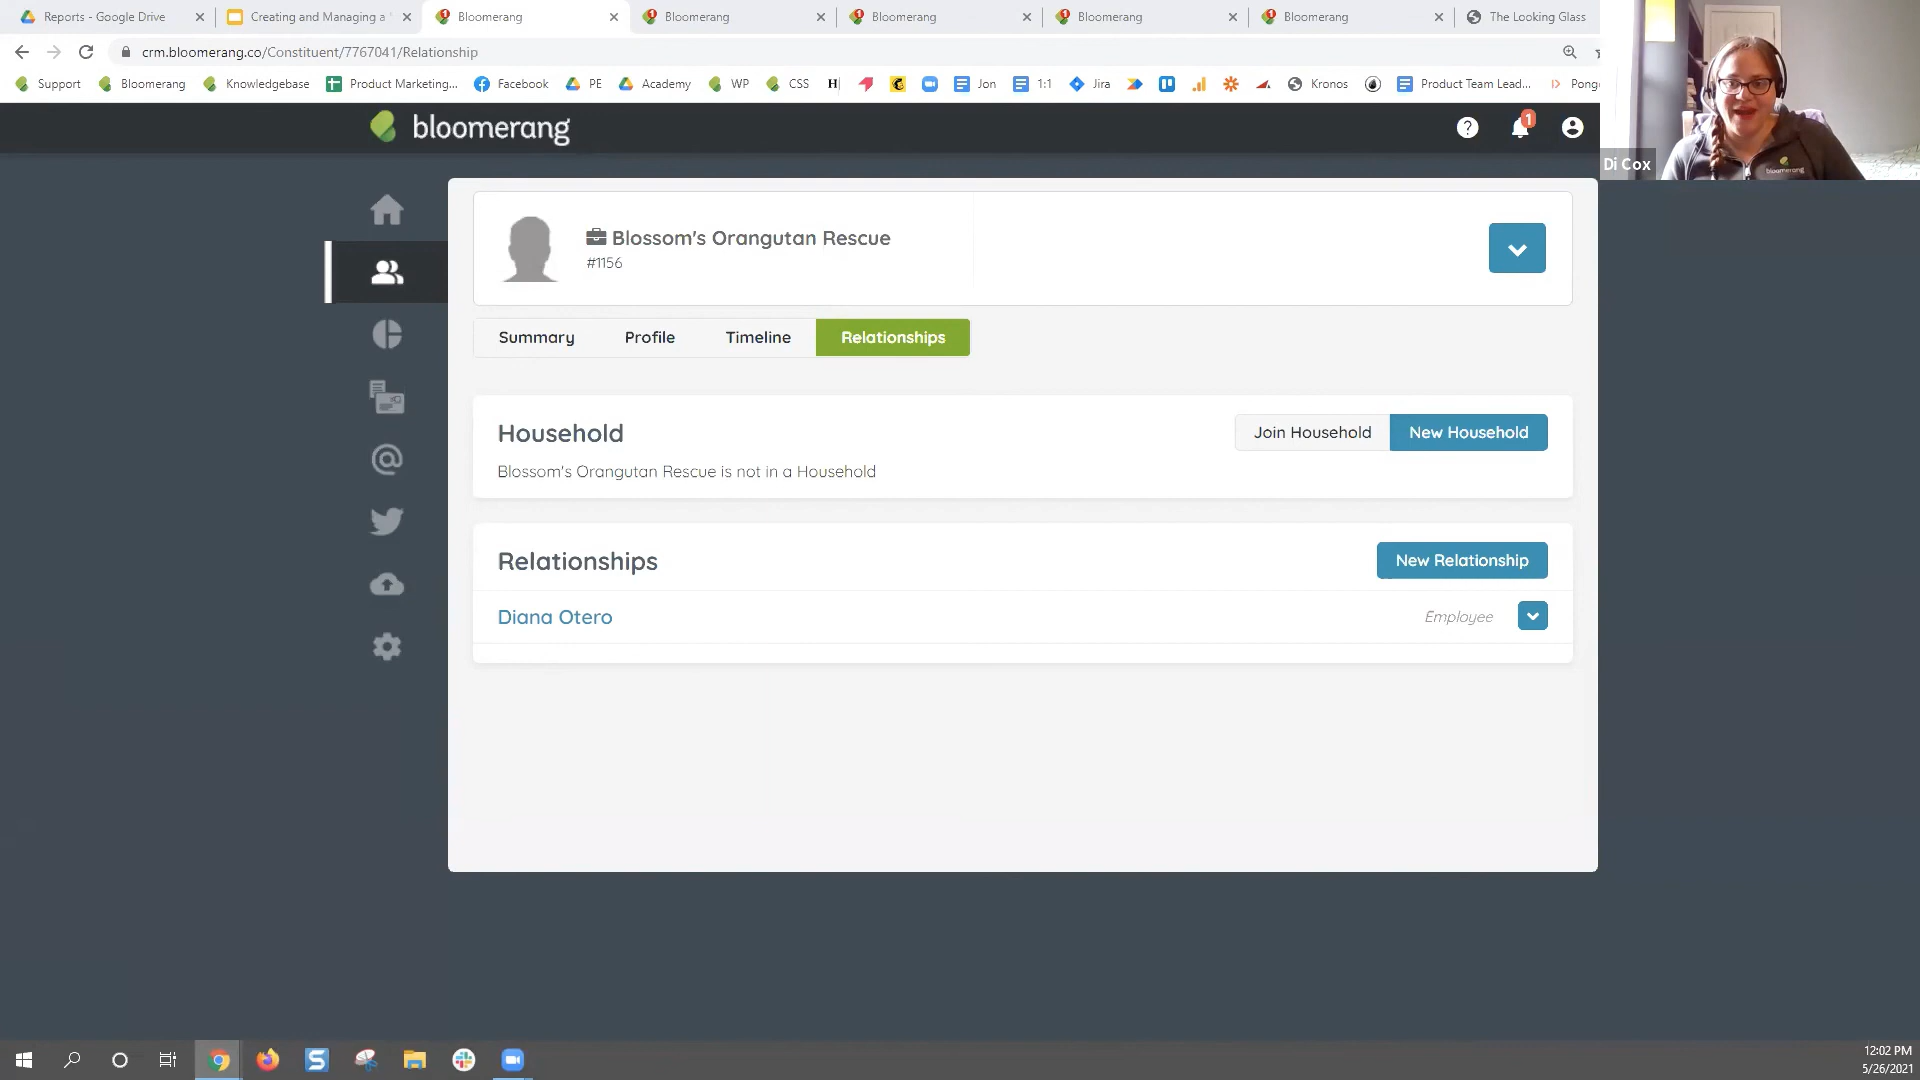 Reports - Google Drive
Creating and Managing a
Bloomerang
Bloomerang
Bloomerang
Bloomerang
Bloomerang
The Looking Glass
crm.bloomerang.co/Constituent/7767041/Relationship
Support
Bloomerang
Knowledgebase
Product Marketing...
Facebook
PE
Academy
WP
CSS
H
Jon
1:1
Jira
Kronos
Product Team Lead...
Pong
bloomerang
1
Di Cox
bloomerang
Blossom's Orangutan Rescue
#1156
Summary
Profile
Timeline
Relationships
Household
Join Household
New Household
Blossom's Orangutan Rescue is not in a Household
Relationships
New Relationship
Diana Otero
Employee
12:02 PM
5/26/2021